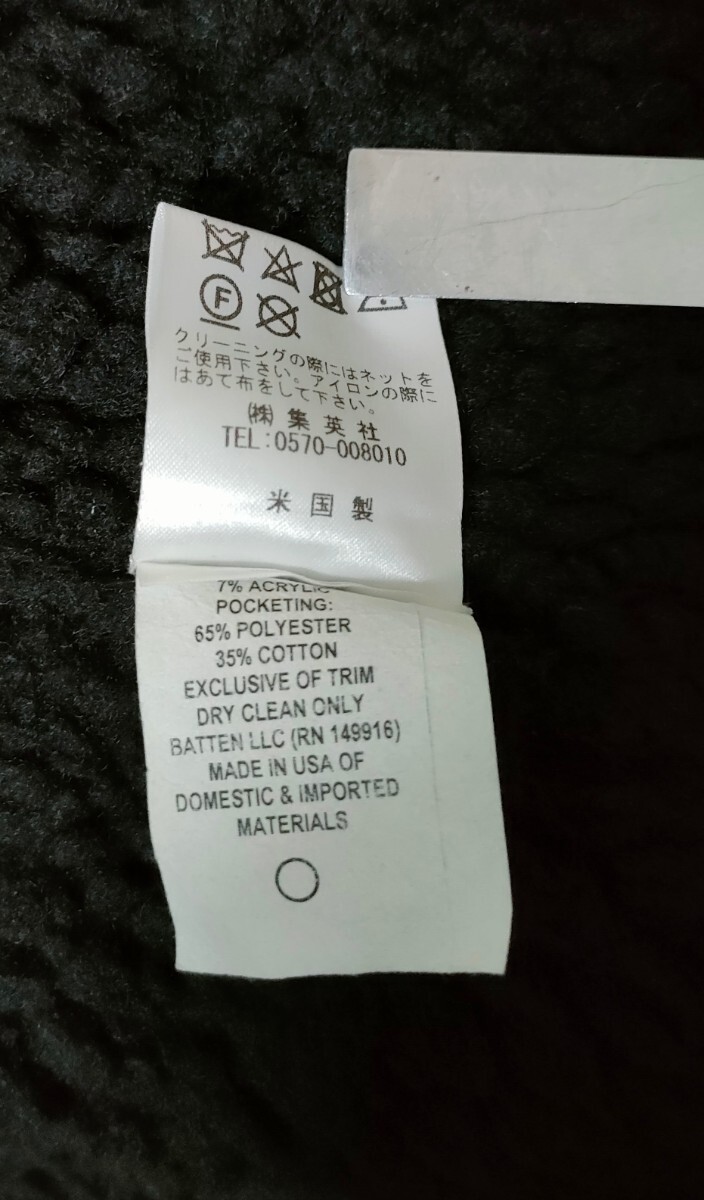 F
クリーニングの際にはネットを
ご使用下さい。アイロンの際に
はあて布をして下さい。
㈱集英社
TEL:0570-008010
米国製
7% ACRYLIC
POCKETING:
65% POLYESTER
35% COTTON
EXCLUSIVE OF TRIM
DRY CLEAN ONLY
BATTEN LLC (RN 149916)
MADE IN USA OF
DOMESTIC & IMPORTED
MATERIALS